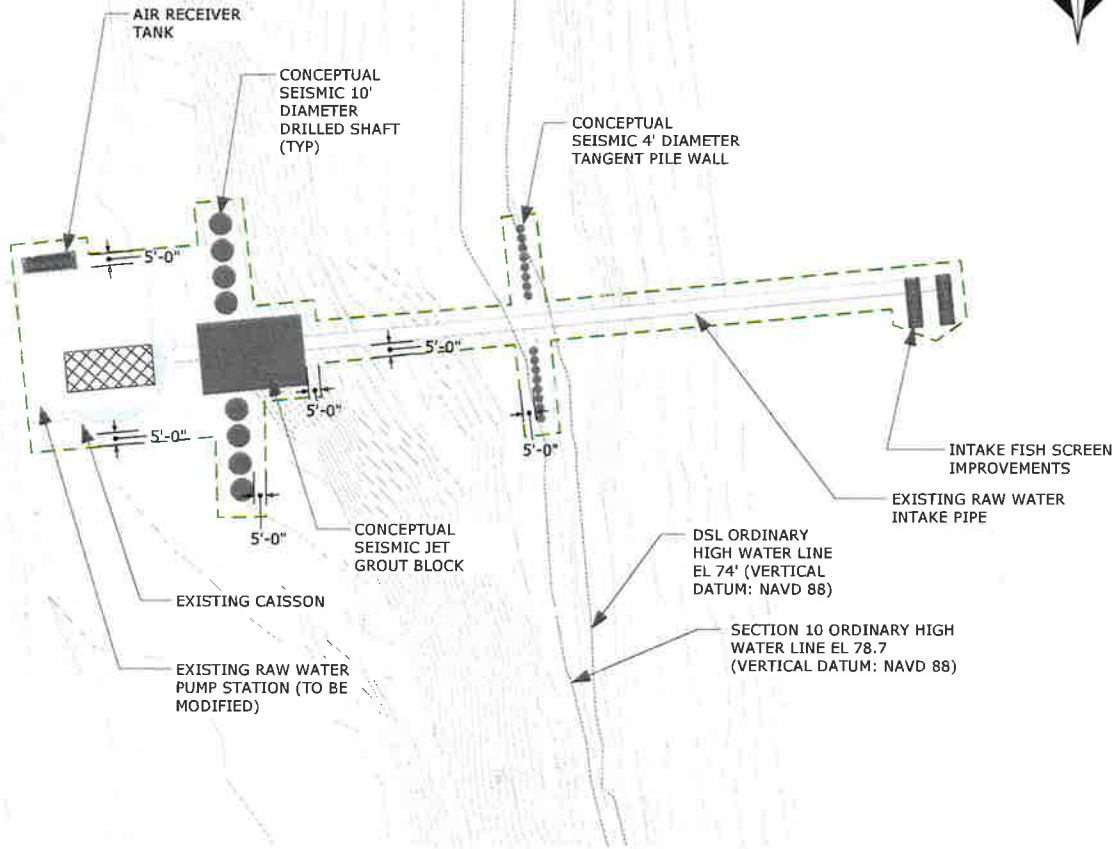 AIR RECEIVER
TANK
CONCEPTUAL
SEISMIC 10'
DIAMETER
DRILLED SHAFT
(TYP)
CONCEPTUAL
SEISMIC 4' DIAMETER
TANGENT PILE WALL
5'-0"
5'-0"
5'-0"
5'-0"
5'-0"
5'-0"
INTAKE FISH SCREEN
IMPROVEMENTS
EXISTING RAW WATER
INTAKE PIPE
CONCEPTUAL
SEISMIC JET
GROUT BLOCK
DSL ORDINARY
HIGH WATER LINE
EL 74' (VERTICAL
DATUM: NAVD 88)
EXISTING CAISSON
SECTION 10 ORDINARY HIGH
WATER LINE EL 78.7
(VERTICAL DATUM: NAVD 88)
EXISTING RAW WATER
PUMP STATION (TO BE
MODIFIED)